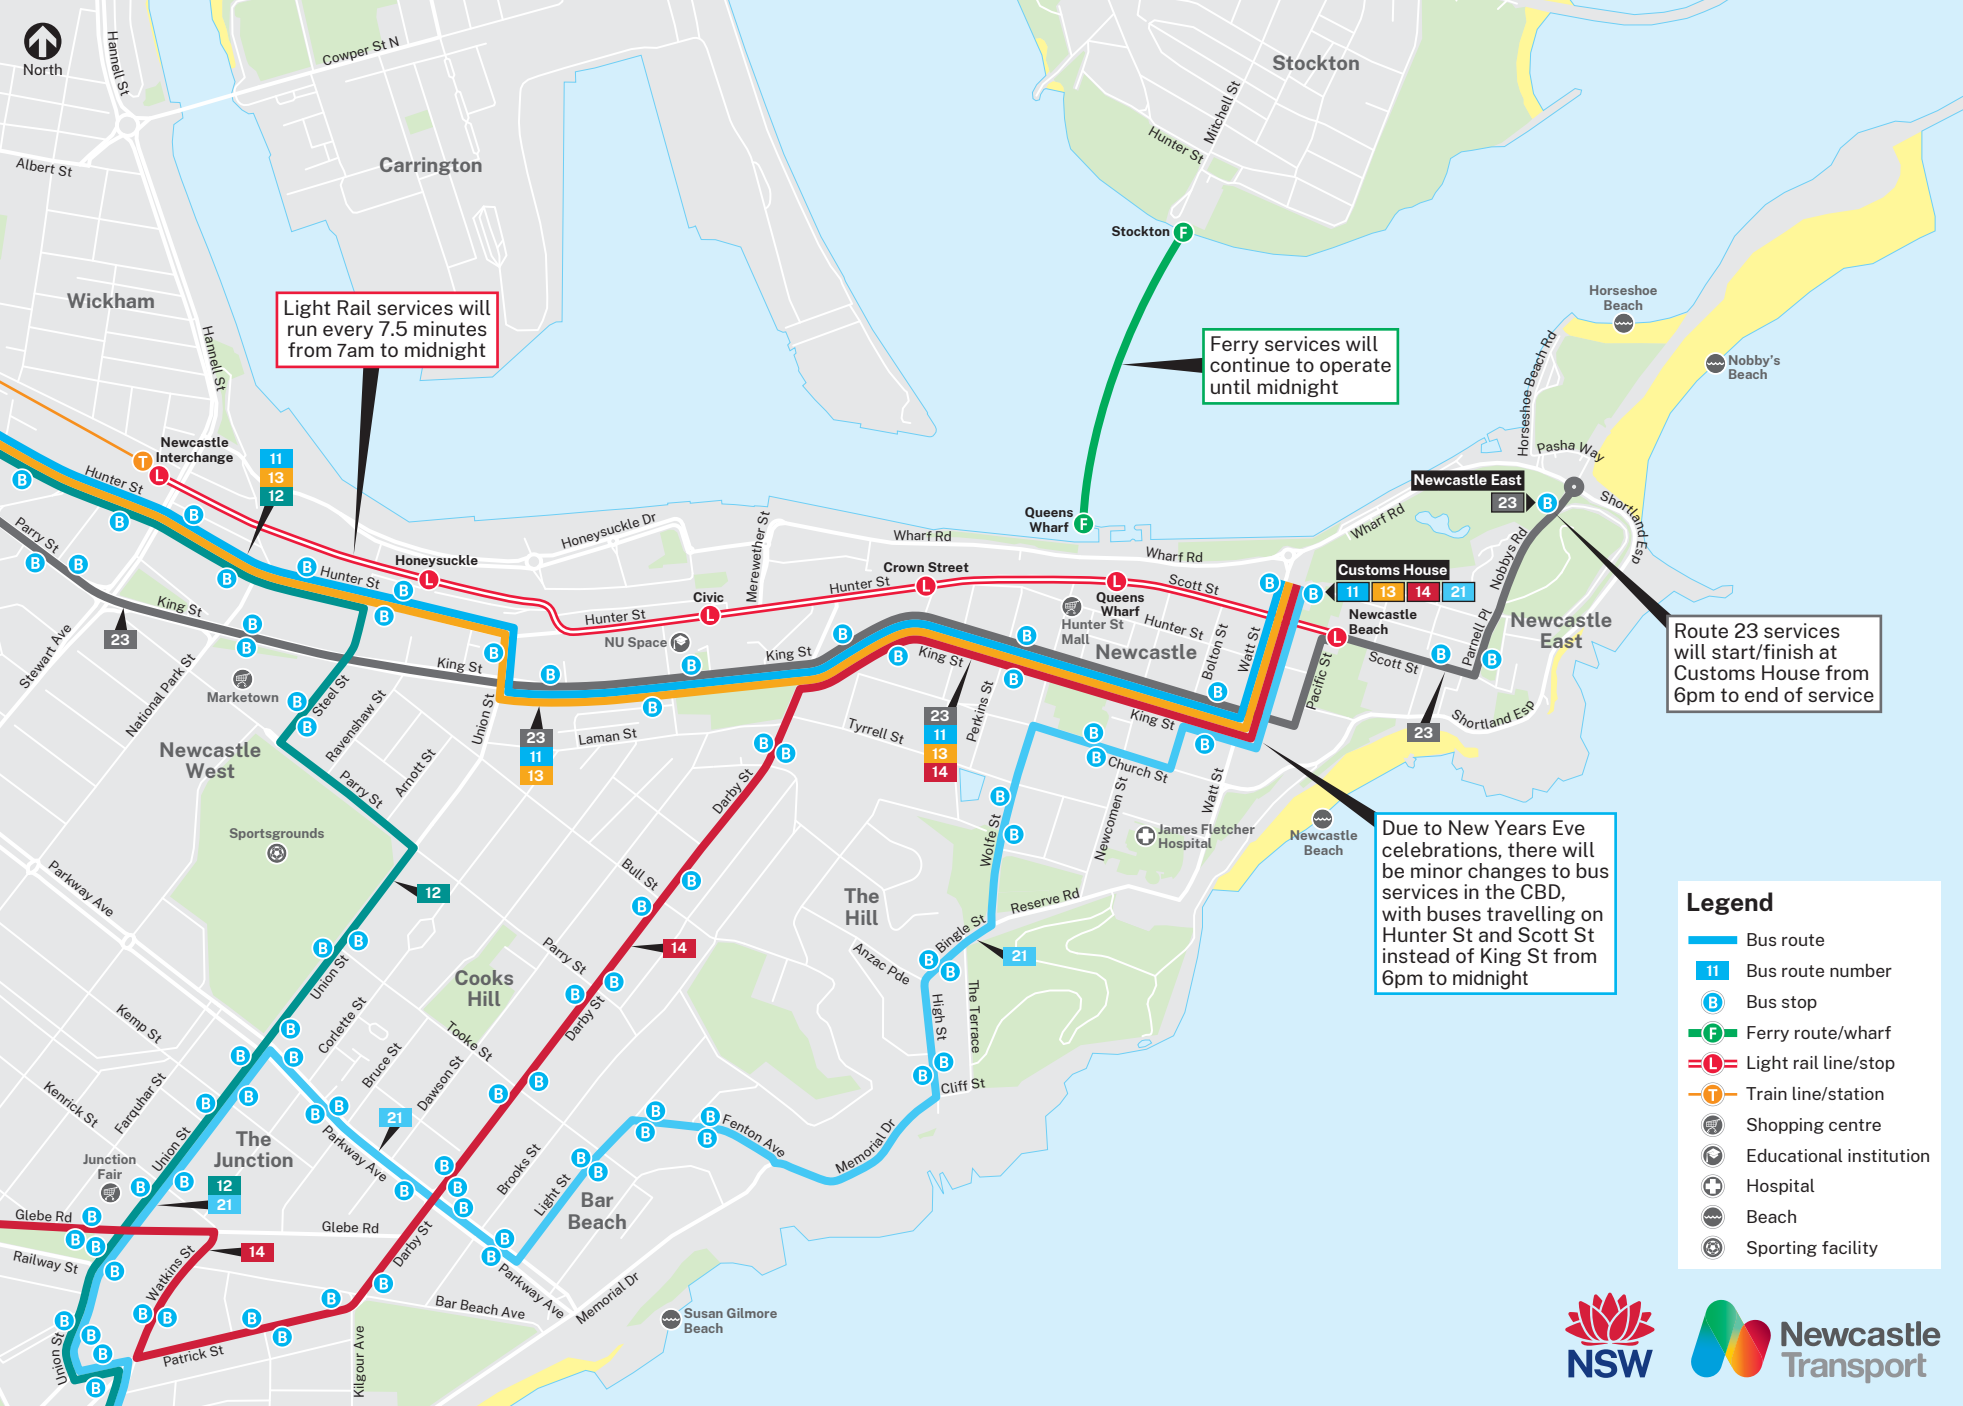 North
Hannell St
Cowper St N
Albert St
Carrington
Stockton
Mitchell St
Hunter St
Stockton
F
Wickham
Hannell St
Light Rail services will
run every 7.5 minutes
from 7am to midnight
Ferry services will
continue to operate
until midnight
Horseshoe
Beach
Nobby's
Beach
Horseshoe Beach Rd
Pasha Way
Newcastle
Interchange
T
L
11
13
12
Hunter St
Parry St
Honeysuckle
L
Hunter St
Honeysuckle Dr
Merewether St
Wharf Rd
Queens
Wharf
F
Wharf Rd
Wharf Rd
Newcastle East
23
Shortland Esp
Nobbys Rd
Crown Street
L
Hunter St
Scott St
Queens
Wharf
L
Customs House
11
13
14
21
Newcastle
Beach
L
Newcastle
East
Parnell Pl
Route 23 services
will start/finish at
Customs House from
6pm to end of service
King St
23
Stewart Ave
National Park St
Marketown
Civic
L
Hunter St
NU Space
Hunter St
Mall
Hunter St
Newcastle
Bolton St
Watt St
Pacific St
Scott St
23
Shortland Esp
King St
King St
King St
King St
Steel St
Ravenshaw St
Union St
Newcastle
West
Parry St
Arnott St
23
11
13
Laman St
Tyrrell St
23
11
13
14
Perkins St
Church St
Watt St
Newcomen St
Wolfe St
James Fletcher
Hospital
Newcastle
Beach
Due to New Years Eve
celebrations, there will
be minor changes to bus
services in the CBD,
with buses travelling on
Hunter St and Scott St
instead of King St from
6pm to midnight
Sportsgrounds
Parkway Ave
12
Darby St
Bull St
14
The
Hill
Reserve Rd
Bingle St
21
Anzac Pde
High St
The Terrace
Cliff St
Union St
Cooks
Hill
Parry St
Darby St
Kemp St
Corlette St
Tooke St
Bruce St
Dawson St
Kenrick St
Farquhar St
21
Union St
The
Junction
Parkway Ave
Fenton Ave
Memorial Dr
Junction
Fair
12
21
Brooks St
Light St
Bar
Beach
Glebe Rd
Glebe Rd
Railway St
Watkins St
14
Darby St
Parkway Ave
Memorial Dr
Bar Beach Ave
Susan Gilmore
Beach
Union St
Patrick St
Kilgour Ave
Legend
Bus route
11 Bus route number
B Bus stop
F Ferry route/wharf
L Light rail line/stop
T Train line/station
Shopping centre
Educational institution
Hospital
Beach
Sporting facility
NSW
Newcastle
Transport